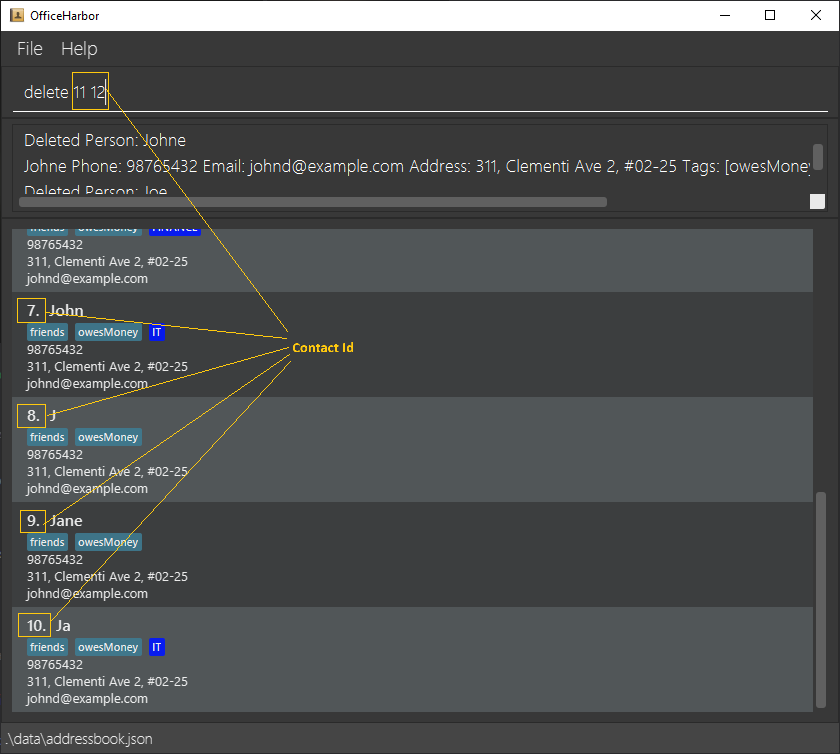 OfficeHarbor
File Help
delete 11 12
Deleted Person: Johne
Johne Phone: 98765432 Email: johnd@example.com Address: 311, Clementi Ave 2, #02-25 Tags: [owesMoney
Deleted Person: Joe
friends owesMoney FINANCE
98765432
311, Clementi Ave 2, #02-25
johnd@example.com
7. John
friends owesMoney IT
98765432
311, Clementi Ave 2, #02-25
johnd@example.com
Contact Id
8. J
friends owesMoney
98765432
311, Clementi Ave 2, #02-25
johnd@example.com
9. Jane
friends owesMoney
98765432
311, Clementi Ave 2, #02-25
johnd@example.com
10. Ja
friends owesMoney IT
98765432
311, Clementi Ave 2, #02-25
johnd@example.com
.\data\addressbook.json